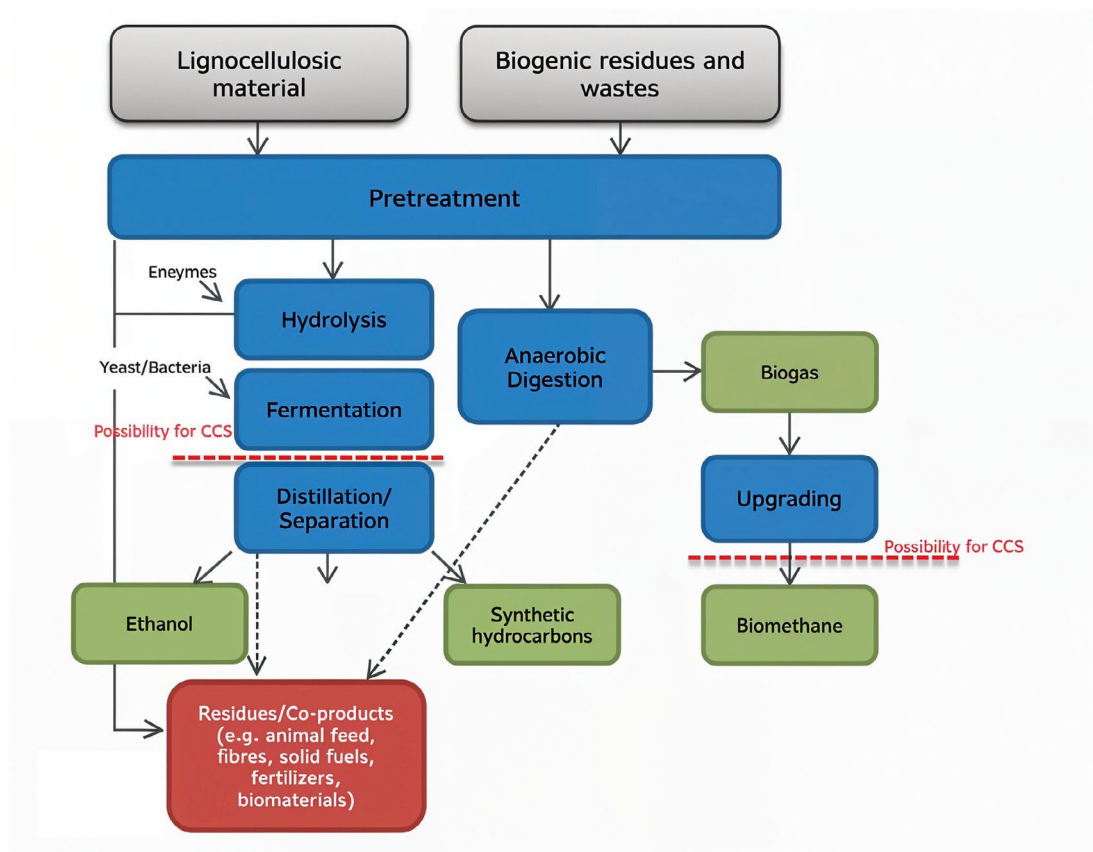 Lignocellulosic
material
Biogenic residues and
wastes
Pretreatment
Eneymes
Hydrolysis
Yeast/Bacteria
Anaerobic
Digestion
Biogas
Fermentation
Possibility for CCS
Distillation/
Separation
Upgrading
Possibility for CCS
Ethanol
Synthetic
hydrocarbons
Biomethane
Residues/Co-products
(e.g. animal feed,
fibres, solid fuels,
fertilizers,
biomaterials)